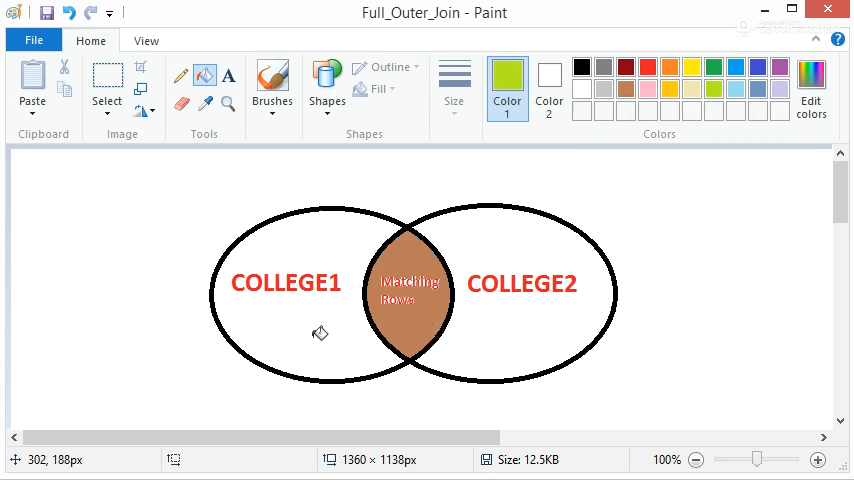 Full_Outer_Join - Paint
File
Home
View
Paste
Select
Brushes
Shapes
Outline
Fill
Size
Color
1
Color
2
Edit
colors
Clipboard
Image
Tools
Shapes
Colors
COLLEGE1
Matching
Rows
COLLEGE2
302, 188px
1360 × 1138px
Size: 12.5KB
100%